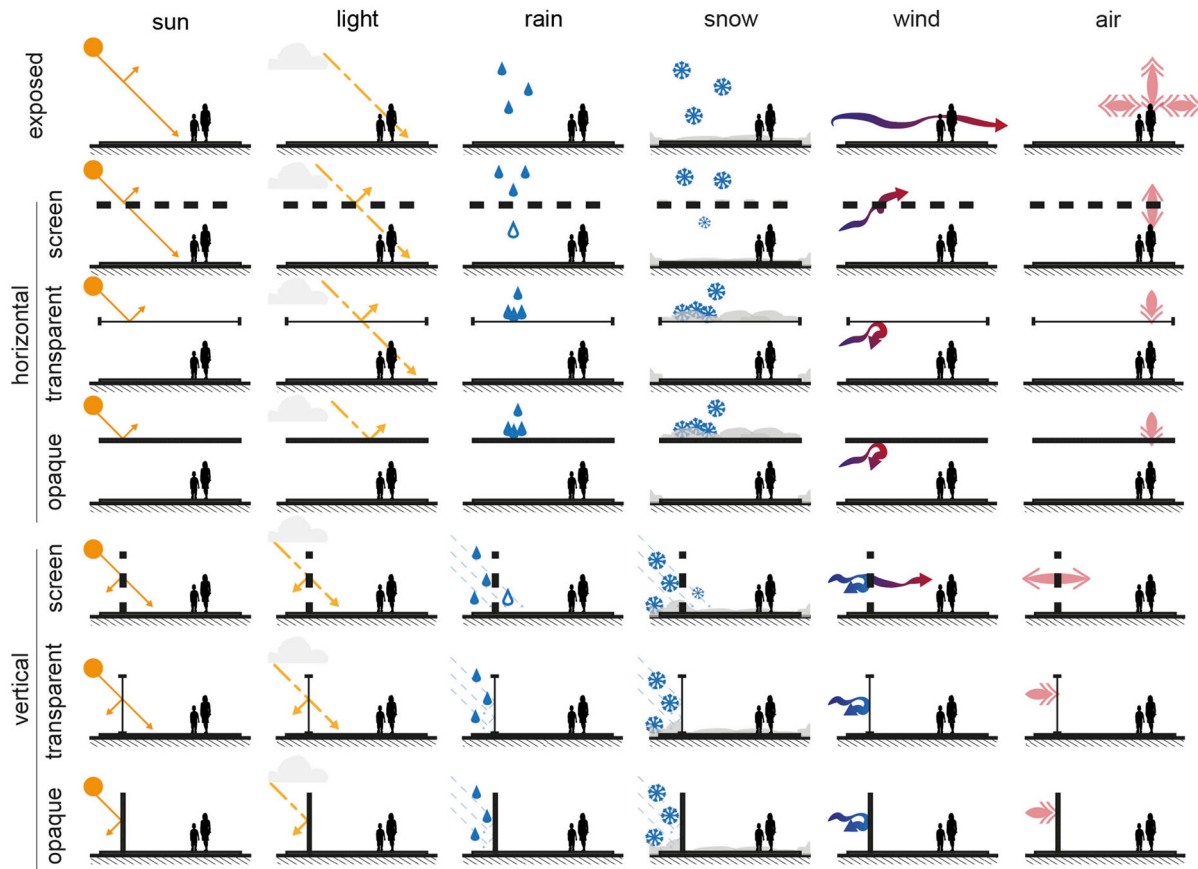 sun light rain snow wind air
exposed
horizontal
screen
transparent
opaque
vertical
screen
transparent
opaque